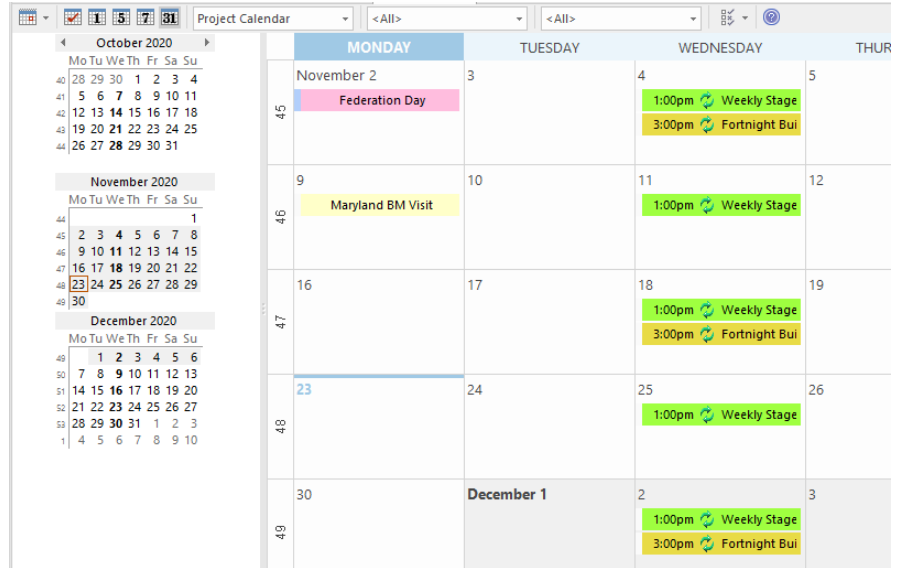 1 5 7 31 Project Calendar <All> <All>
October 2020
Mo Tu We Th Fr Sa Su
40 28 29 30 1 2 3 4
41 5 6 7 8 9 10 11
42 12 13 14 15 16 17 18
43 19 20 21 22 23 24 25
44 26 27 28 29 30 31
November 2020
Mo Tu We Th Fr Sa Su
44 1
45 2 3 4 5 6 7 8
46 9 10 11 12 13 14 15
47 16 17 18 19 20 21 22
48 23 24 25 26 27 28 29
49 30
December 2020
Mo Tu We Th Fr Sa Su
49 1 2 3 4 5 6
50 7 8 9 10 11 12 13
51 14 15 16 17 18 19 20
52 21 22 23 24 25 26 27
53 28 29 30 31 1 2 3
1 4 5 6 7 8 9 10
MONDAY TUESDAY WEDNESDAY THUR
45
November 2 3 4 5
Federation Day 1:00pm Weekly Stage
3:00pm Fortnight Bui
46
9 10 11 12
Maryland BM Visit 1:00pm Weekly Stage
47
16 17 18 19
1:00pm Weekly Stage
3:00pm Fortnight Bui
48
23 24 25 26
1:00pm Weekly Stage
49
30 December 1 2 3
1:00pm Weekly Stage
3:00pm Fortnight Bui